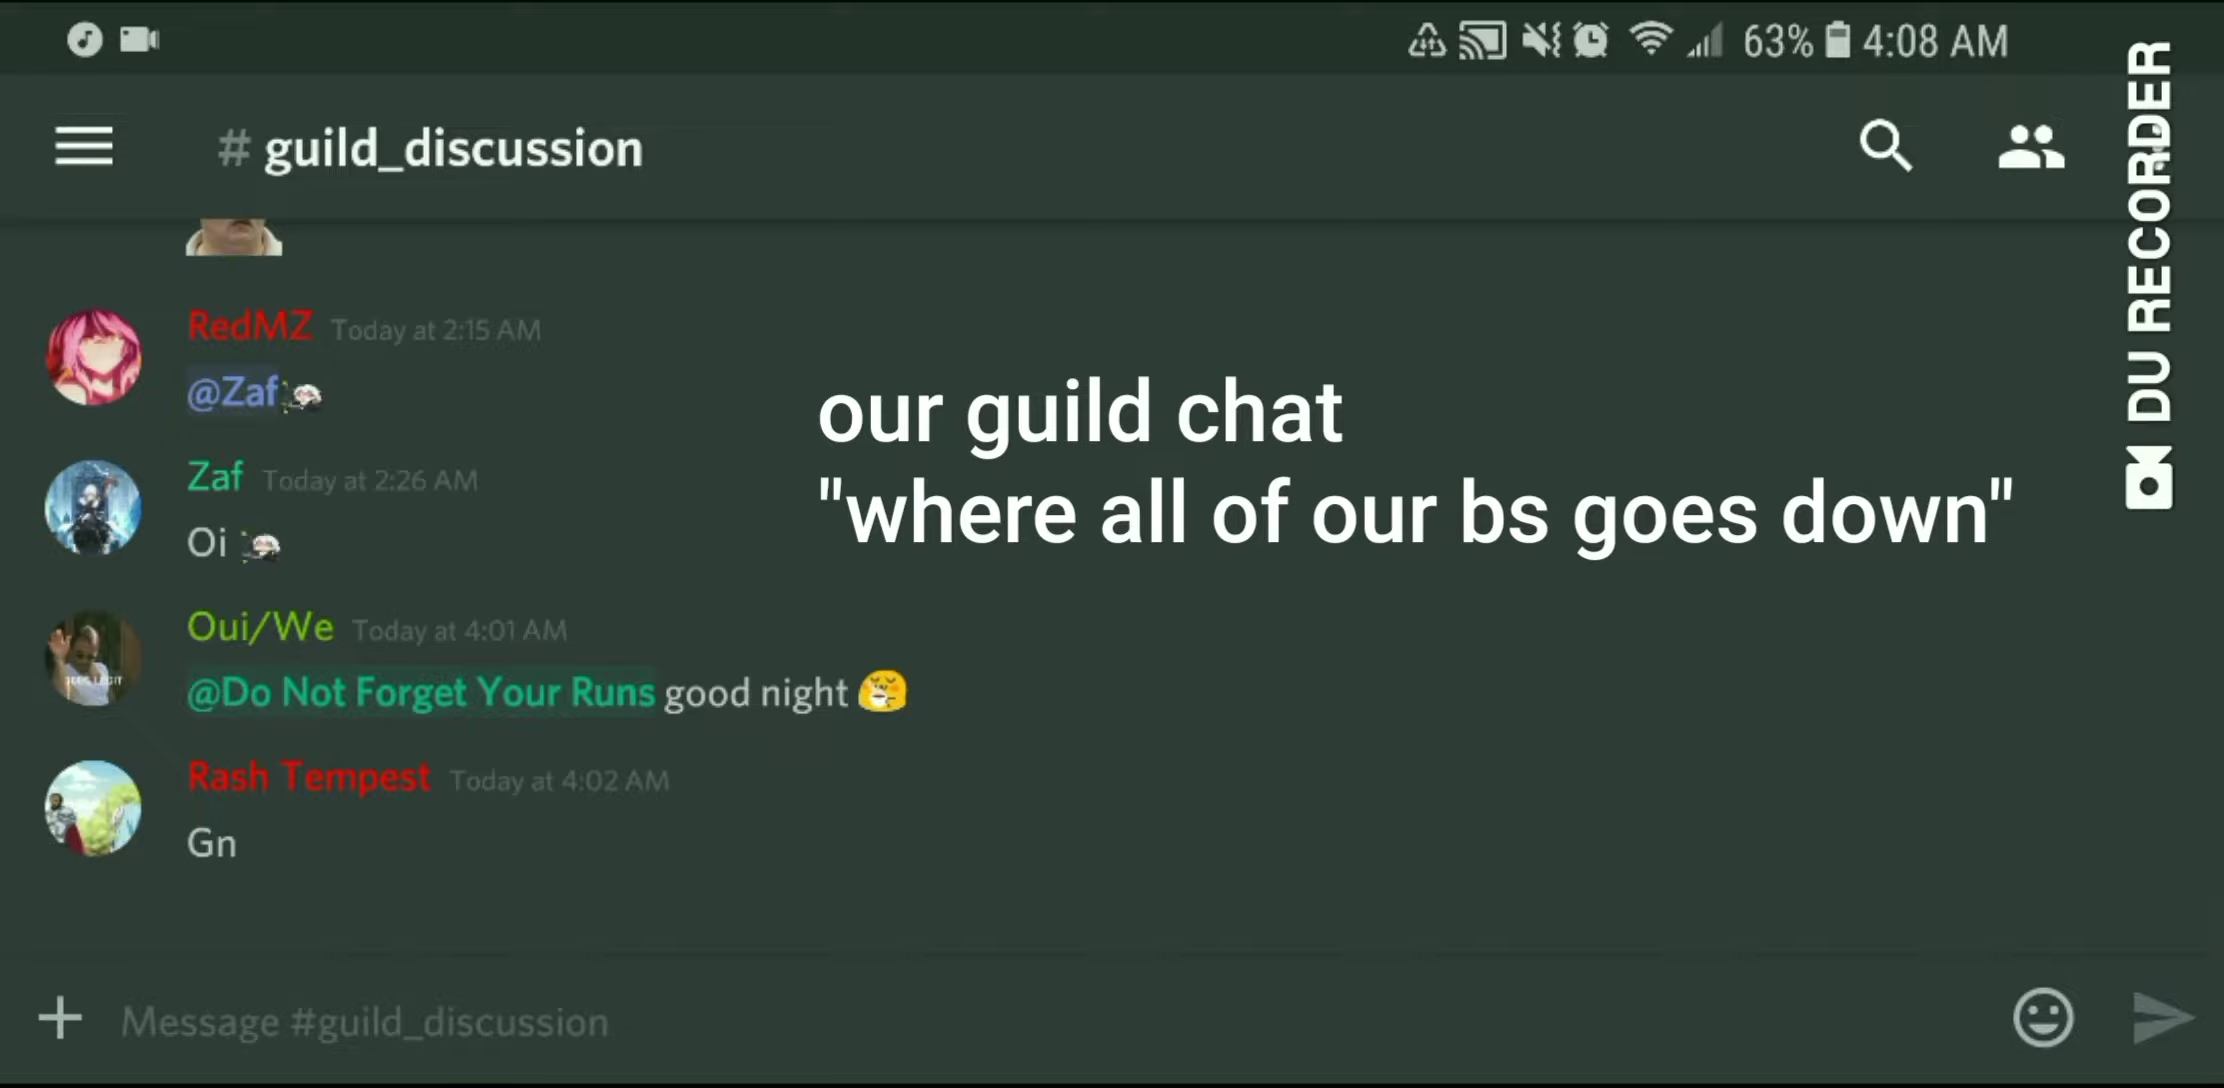 63% 4:08 AM
# guild_discussion
DU RECORDER
RedMZ Today at 2:15 AM
@Zaf
our guild chat
"where all of our bs goes down"
Zaf Today at 2:26 AM
Oi
Oui/We Today at 4:01 AM
@Do Not Forget Your Runs good night
Rash Tempest Today at 4:02 AM
Gn
Message #guild_discussion